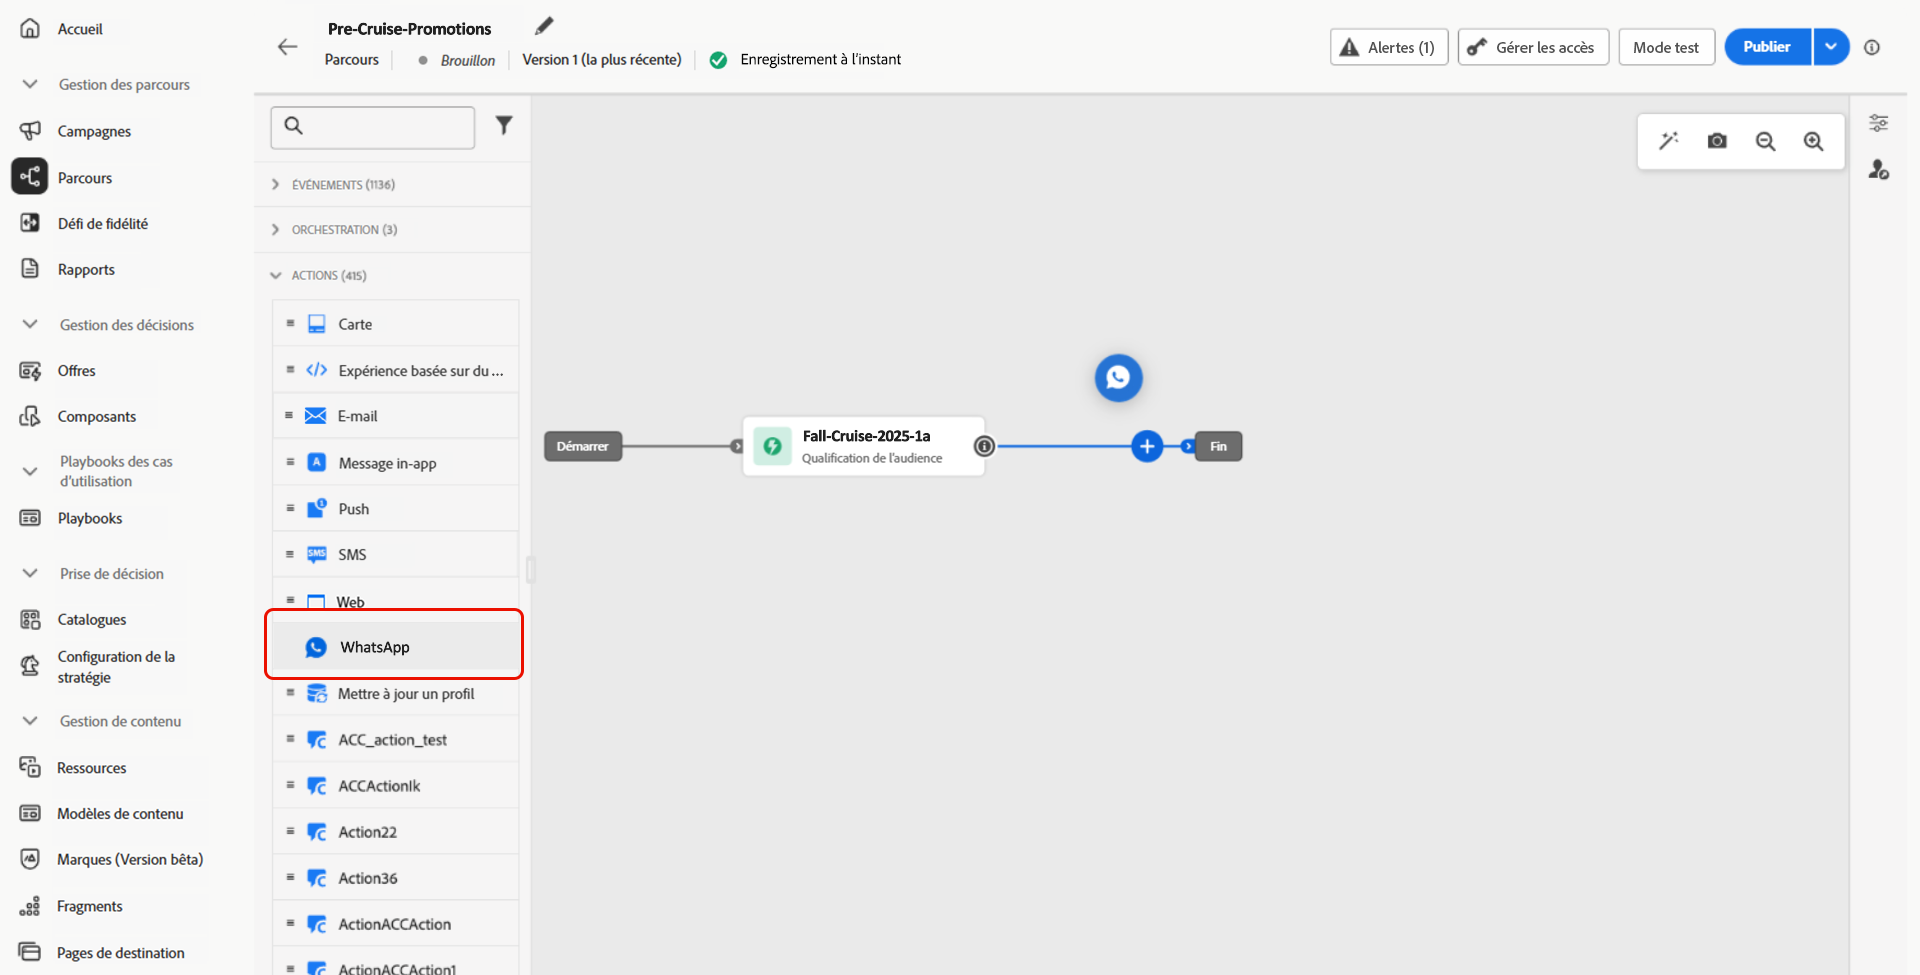 Accueil
Gestion des parcours
Campagnes
Parcours
Défi de fidélité
Rapports
Gestion des décisions
Offres
Composants
Playbooks des cas
d'utilisation
Playbooks
Prise de décision
Catalogues
Configuration de la
stratégie
Gestion de contenu
Ressources
Modèles de contenu
Marques (Version bêta)
Fragments
Pages de destination
Pre-Cruise-Promotions
Parcours
Brouillon
Version 1 (la plus récente)
Enregistrement à l'instant
Alertes (1)
Gérer les accès
Mode test
Publier
ÉVÉNEMENTS (1136)
ORCHESTRATION (3)
ACTIONS (415)
Carte
Expérience basée sur du ...
E-mail
A
Message in-app
Push
SMS
SMS
Web
WhatsApp
Mettre à jour un profil
ACC_action_test
ACCActionIk
Action22
Action36
ActionACCAction
ActionACCAction1
Démarrer
Fall-Cruise-2025-1a
Qualification de l'audience
Fin